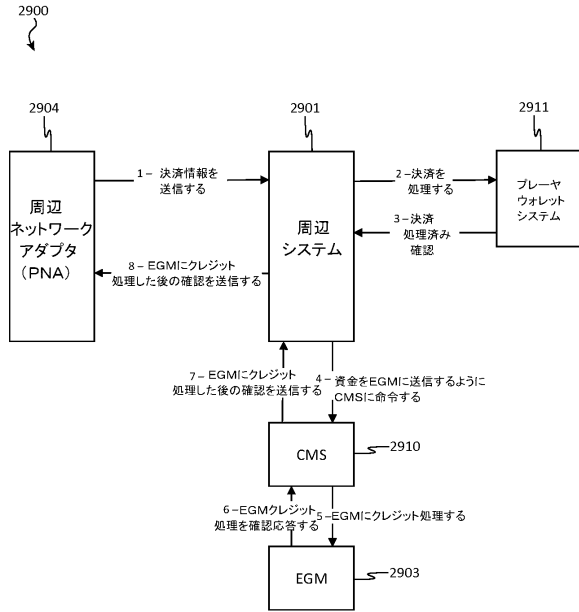 2900
2904
2901
2911
周辺
ネットワーク
アダプタ
(PNA)
1– 決済情報を
送信する
周辺
システム
2–決済を
処理する
3–決済
処理済み
確認
プレーヤ
ウォレット
システム
8– EGMにクレジット
処理した後の確認を送信する
7– EGMにクレジット
処理した後の確認を送信する
4– 資金をEGMに送信するように
CMSに命令する
CMS
2910
6–EGMクレジット
処理を確認応答する
5–EGMにクレジット処理する
EGM
2903